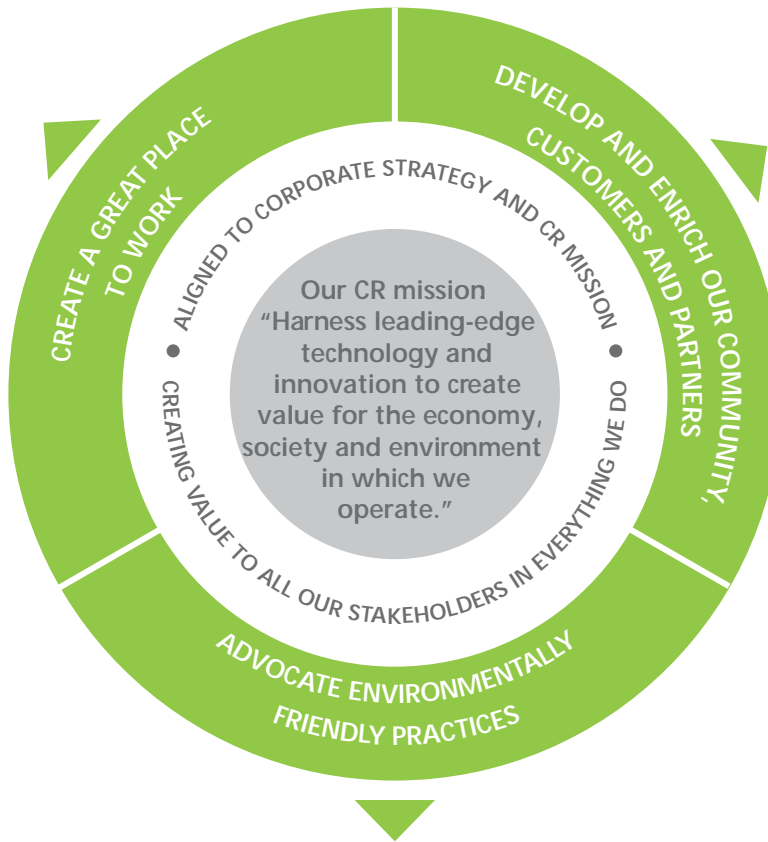 CREATE A GREAT PLACE
TO WORK
DEVELOP AND ENRICH OUR COMMUNITY,
CUSTOMERS AND PARTNERS
ALIGNED TO CORPORATE STRATEGY AND CR MISSION
Our CR mission
“Harness leading-edge
technology and
innovation to create
value for the economy,
society and environment
in which we
operate.”
CREATING VALUE TO ALL OUR STAKEHOLDERS IN EVERYTHING WE DO
ADVOCATE ENVIRONMENTALLY
FRIENDLY PRACTICES